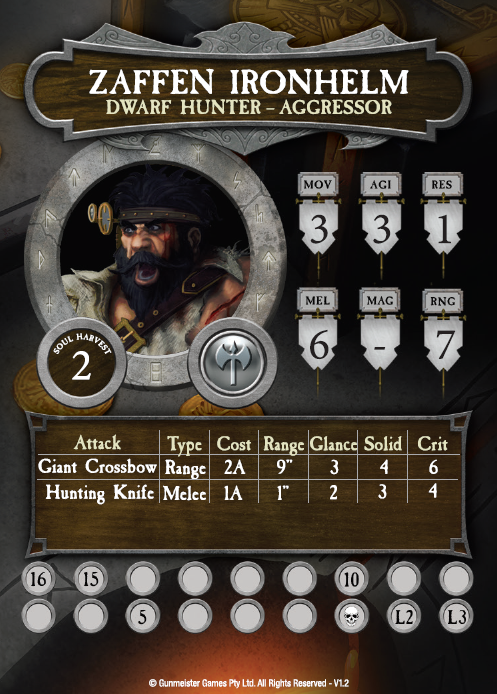 ZAFFEN IRONHELM
DWARF HUNTER – AGGRESSOR
MOV AGI RES
3 3 1
MEL MAG RNG
6 - 7
SOUL HARVEST
2
Attack Type Cost Range Glance Solid Crit
Giant Crossbow Range 2A 9" 3 4 6
Hunting Knife Melee 1A 1" 2 3 4
16 15 10
5 L2 L3
© Gunmeister Games Pty Ltd. All Rights Reserved - V1.2